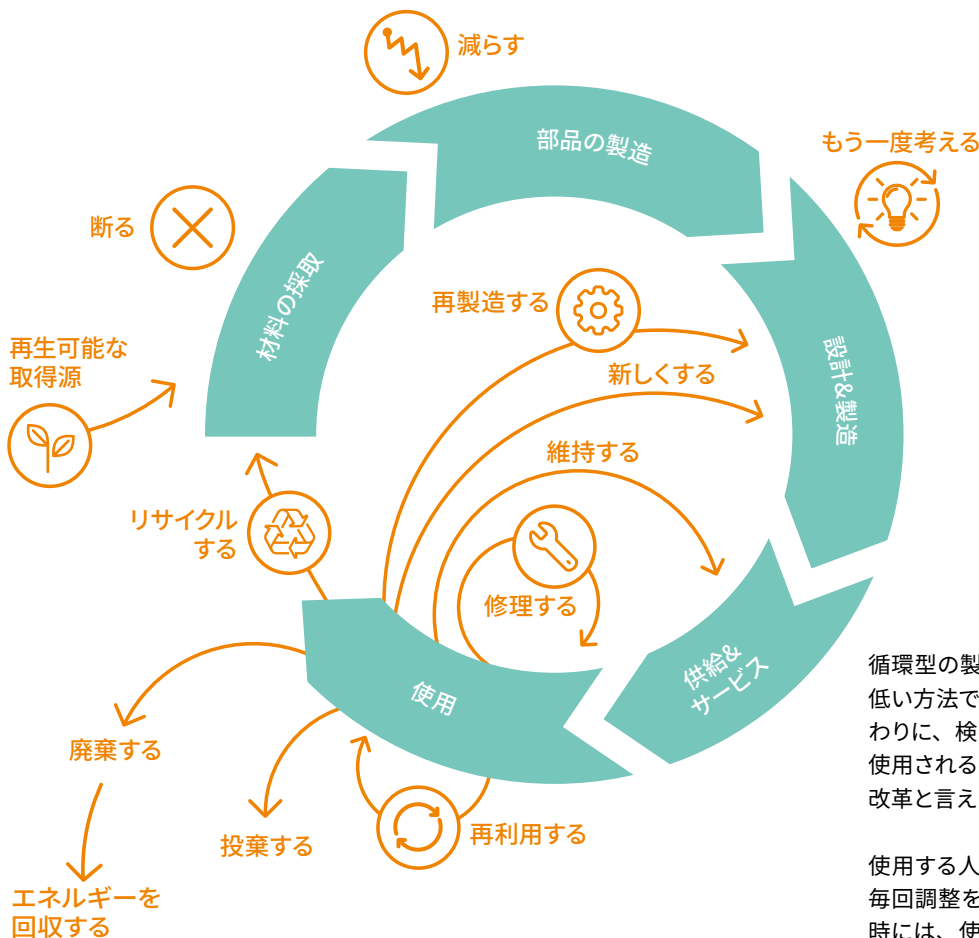 減らす
部品の製造
もう一度考える
断る
材料の採取
再製造する
再生可能な
取得源
新しくする
設計&製造
維持する
リサイクル
する
修理する
供給&
サービス
使用
廃棄する
投棄する
再利用する
エネルギーを
回収する
循環型の製
低い方法で
わりに、検
使用される
改革と言え
使用する人
毎回調整を
時には、使